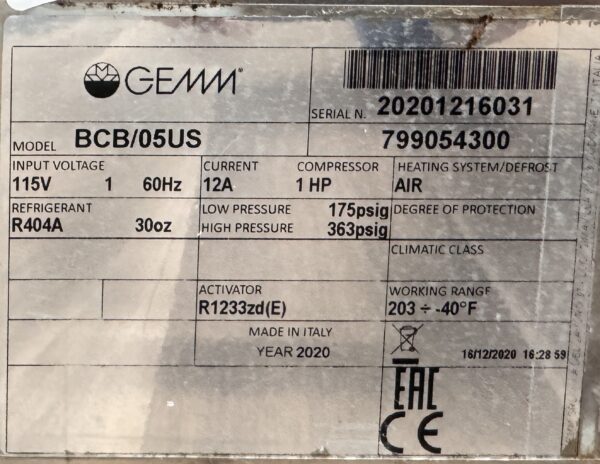 GEMM®
SERIAL N. 20201216031
MODEL BCB/05US 799054300
INPUT VOLTAGE CURRENT COMPRESSOR HEATING SYSTEM/DEFROST
115V 1 60Hz 12A 1 HP AIR
REFRIGERANT LOW PRESSURE 175psig DEGREE OF PROTECTION
R404A 30oz HIGH PRESSURE 363psig
CLIMATIC CLASS
ACTIVATOR WORKING RANGE
R1233zd(E) 203 ÷ -40°F
MADE IN ITALY
YEAR 2020 16/12/2020 16:28 59
EAC
CE